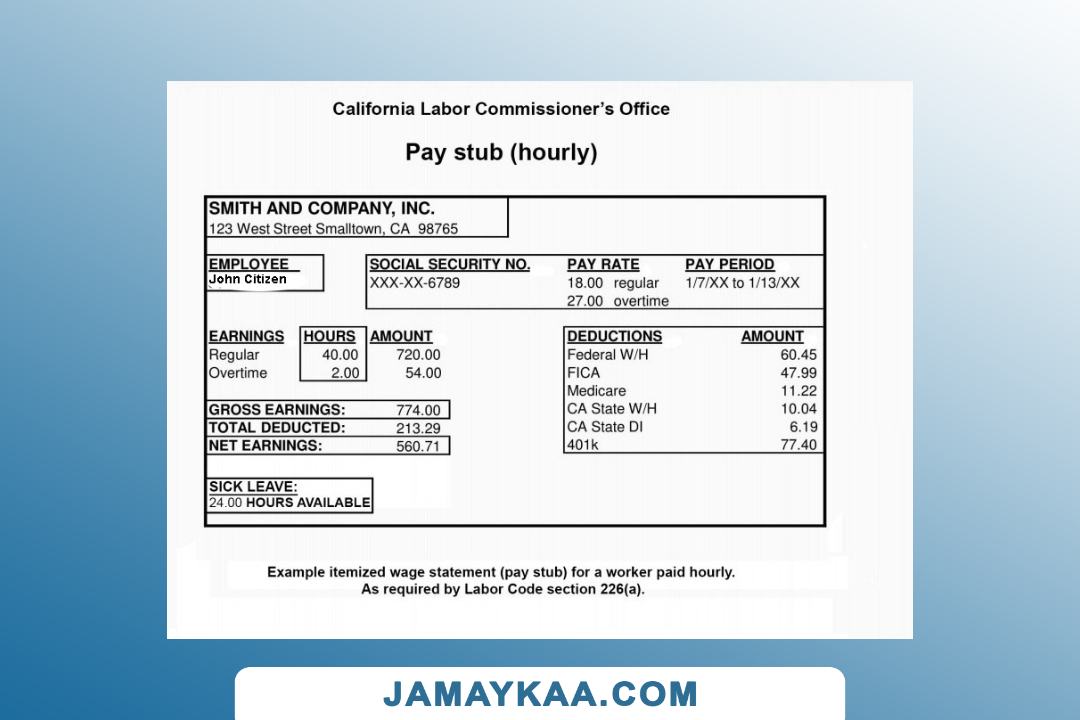 California Labor Commissioner's Office
Pay stub (hourly)
SMITH AND COMPANY, INC.
123 West Street Smalltown, CA 98765
EMPLOYEE SOCIAL SECURITY NO. PAY RATE PAY PERIOD
John Citizen XXX-XX-6789 18.00 regular 1/7/XX to 1/13/XX
27.00 overtime
EARNINGS HOURS AMOUNT DEDUCTIONS AMOUNT
Regular 40.00 720.00 Federal W/H 60.45
Overtime 2.00 54.00 FICA 47.99
Medicare 11.22
GROSS EARNINGS: 774.00 CA State W/H 10.04
TOTAL DEDUCTED: 213.29 CA State DI 6.19
NET EARNINGS: 560.71 401k 77.40
SICK LEAVE:
24.00 HOURS AVAILABLE
Example itemized wage statement (pay stub) for a worker paid hourly.
As required by Labor Code section 226(a).
JAMAYKAA.COM